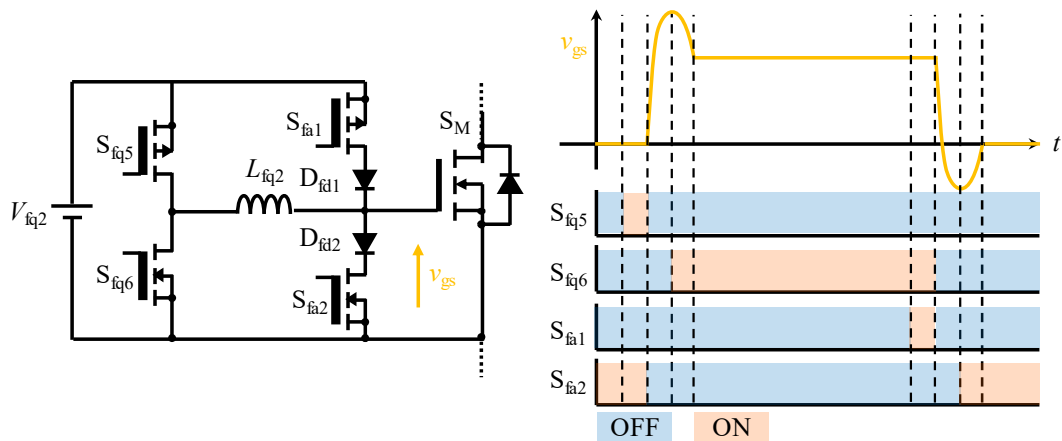 S_fa1
S_M
S_fq5
L_fq2
D_fd1
V_fq2
D_fd2
S_fq6
v_gs
S_fa2
v_gs
t
S_fq5
S_fq6
S_fa1
S_fa2
OFF
ON